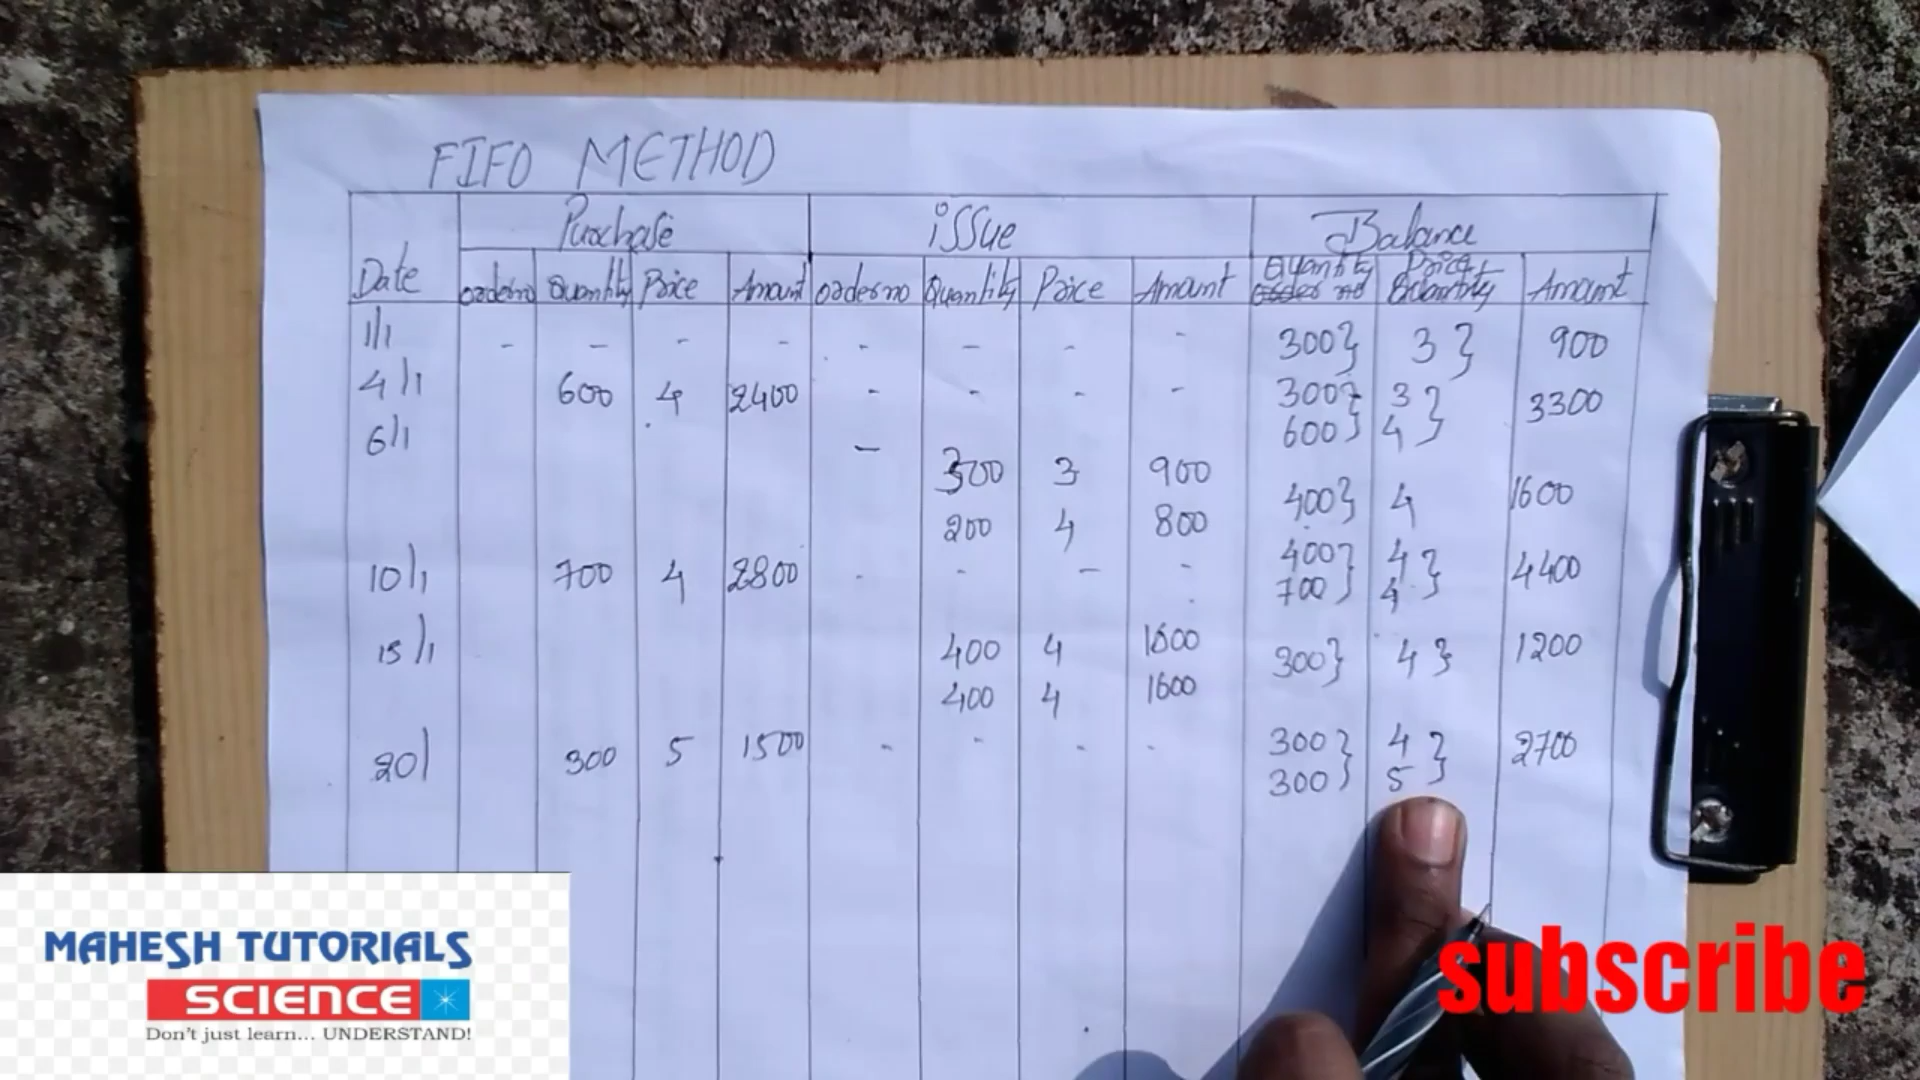 FIFO METHOD
Purchase issue Balance
Date orderno Quantity Price Amount orderno Quantity Price Amount Quantity Price Amount
order no Quantity
1/1 - - - - - - - - 300} 3} 900
4/1 600 4 2400 - - - - 300} 3} 3300
600} 4}
6/1 -
300 3 900
400} 4 1600
200 4 800
10/1 700 4 2800 - - - - 400} 4} 4400
700} 4}
15/1 400 4 1600 300} 4} 1200
400 4 1600
20/ 300 5 1500 - - - - 300} 4} 2700
300} 5}
MAHESH TUTORIALS
SCIENCE
Don't just learn... UNDERSTAND!
subscribe